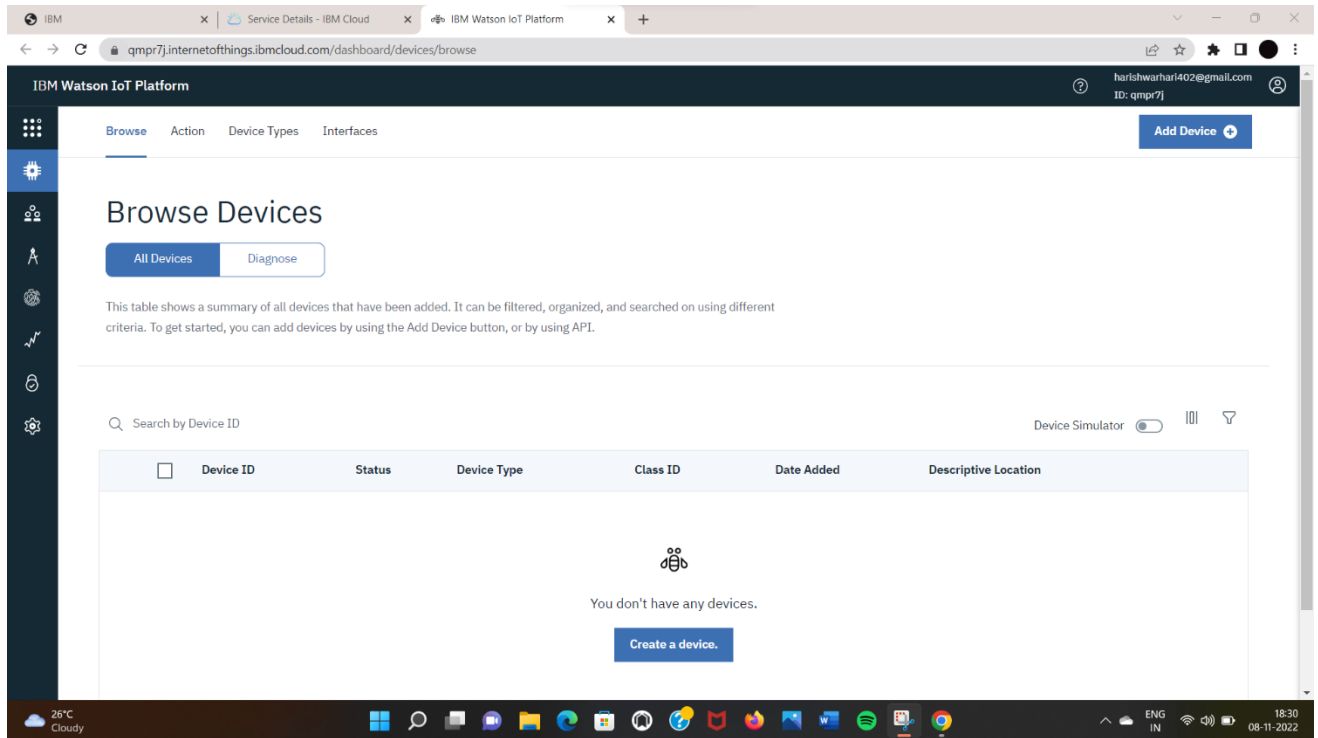 IBM
Service Details - IBM Cloud
IBM Watson IoT Platform
qmpr7j.internetofthings.ibmcloud.com/dashboard/devices/browse
IBM Watson IoT Platform
harishwarhari402@gmail.com
ID: qmpr7j
Browse Action Device Types Interfaces
Add Device
Browse Devices
All Devices Diagnose
This table shows a summary of all devices that have been added. It can be filtered, organized, and searched on using different
criteria. To get started, you can add devices by using the Add Device button, or by using API.
Search by Device ID
Device Simulator
Device ID Status Device Type Class ID Date Added Descriptive Location
You don't have any devices.
Create a device.
26°C
Cloudy
ENG
IN
18:30
08-11-2022